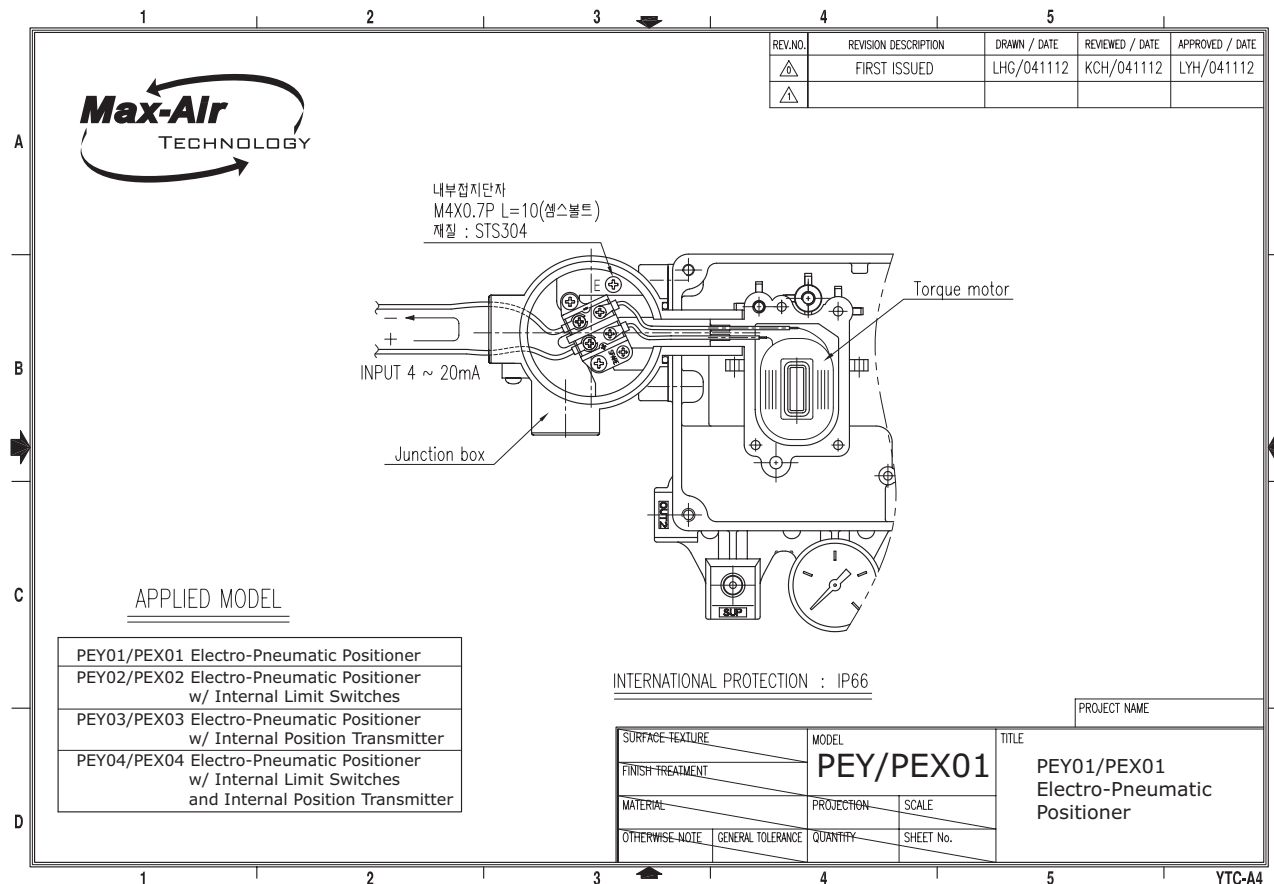 1 2 3 4 5
REV.NO. REVISION DESCRIPTION DRAWN / DATE REVIEWED / DATE APPROVED / DATE
0 FIRST ISSUED LHG/041112 KCH/041112 LYH/041112
1
Max-Air
TECHNOLOGY
A
내부접지단자
M4X0.7P L=10(셈스볼트)
재질 : STS304
E
Torque motor
−
+
B
INPUT 4 ~ 20mA
Junction box
OUT2
C
SUP
APPLIED MODEL
PEY01/PEX01 Electro-Pneumatic Positioner
PEY02/PEX02 Electro-Pneumatic Positioner
w/ Internal Limit Switches
PEY03/PEX03 Electro-Pneumatic Positioner
w/ Internal Position Transmitter
PEY04/PEX04 Electro-Pneumatic Positioner
w/ Internal Limit Switches
and Internal Position Transmitter
INTERNATIONAL PROTECTION : IP66
PROJECT NAME
SURFACE TEXTURE
FINISH TREATMENT
MATERIAL
OTHERWISE NOTE GENERAL TOLERANCE
MODEL
PEY/PEX01
PROJECTION SCALE
QUANTITY SHEET No.
TITLE
PEY01/PEX01
Electro-Pneumatic
Positioner
D
1 2 3 4 5 YTC-A4